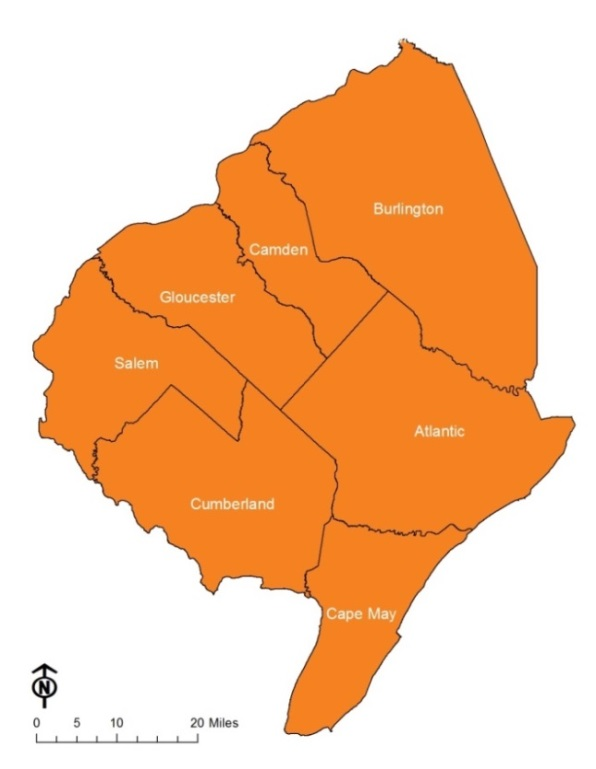 Burlington
Camden
Gloucester
Salem
Atlantic
Cumberland
Cape May
N
0 5 10 20 Miles